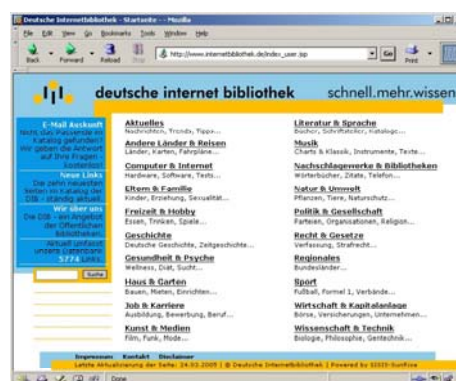 Deutsche Internetbibliothek - Startseite - - Mozilla
File Edit View Go Bookmarks Tools Window Help
Back Forward Reload Stop http://www.internetbibliothek.de/index_user.jsp Go Print
deutsche internet bibliothek schnell.mehr.wissen
E-Mail Auskunft
Nicht das Passende im
Katalog gefunden?
Wir geben die Antwort
auf Ihre Fragen -
kostenlos!
Neue Links
Die zehn neuesten
Seiten im Katalog der
DIB - ständig aktuell.
Wir über uns
Die DIB - ein Angebot
der Öffentlichen
Bibliotheken.
Aktuell umfasst
unsere Datenbank
5774 Links.
Suche
Aktuelles
Nachrichten, Trends, Tipps...
Andere Länder & Reisen
Länder, Karten, Fahrpläne...
Computer & Internet
Hardware, Software, Tests...
Eltern & Familie
Kinder, Erziehung, Sexualität...
Freizeit & Hobby
Essen, Trinken, Spiele...
Geschichte
Deutsche Geschichte, Zeitgeschichte...
Gesundheit & Psyche
Wellness, Diät, Sucht...
Haus & Garten
Bauen, Mieten, Einrichten...
Job & Karriere
Ausbildung, Bewerbung, Beruf...
Kunst & Medien
Film, Funk, Mode...
Literatur & Sprache
Bücher, Schriftsteller, Kataloge...
Musik
Charts & Klassik, Instrumente, Texte...
Nachschlagewerke & Bibliotheken
Wörterbücher, Zitate, Telefon...
Natur & Umwelt
Pflanzen, Tiere, Naturschutz...
Politik & Gesellschaft
Parteien, Organisationen, Religion...
Recht & Gesetze
Verfassung, Strafrecht...
Regionales
Bundesländer...
Sport
Fußball, Formel 1, Verbände...
Wirtschaft & Kapitalanlage
Börse, Versicherungen, Unternehmen...
Wissenschaft & Technik
Biologie, Philosophie, Gentechnik...
Impressum Kontakt Disclaimer
Letzte Aktualisierung der Seite: 24.03.2005 | © Deutsche Internetbibliothek | Powered by SISIS-SunRise
Done